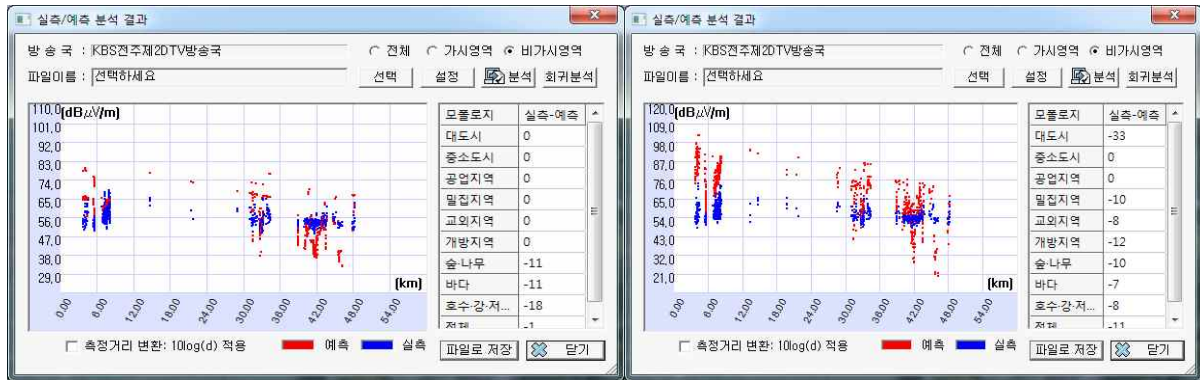 실측/예측 분석 결과
방 송 국 : KBS전주제2DTV방송국
전체 가시영역 비가시영역
파일이름 : 선택하세요
선택 설정 분석 회귀분석
110,0 (dBμV/m)
101,0
92,0
83,0
74,0
65,0
56,0
47,0
38,0
29,0
(km)
0,00 6,00 12,00 18,00 24,00 30,00 36,00 42,00 48,00 54,00
모폴로지 실측-예측
대도시 0
중소도시 0
공업지역 0
밀집지역 0
교외지역 0
개방지역 0
숲·나무 -11
바다 -11
호수·강·저... -18
전체 -1
측정거리 변환: 10log(d) 적용
예측 실측
파일로 저장 닫기
실측/예측 분석 결과
방 송 국 : KBS전주제2DTV방송국
전체 가시영역 비가시영역
파일이름 : 선택하세요
선택 설정 분석 회귀분석
120,0 (dBμV/m)
109,0
98,0
87,0
76,0
65,0
54,0
43,0
32,0
21,0
(km)
0,00 6,00 12,00 18,00 24,00 30,00 36,00 42,00 48,00 54,00
모폴로지 실측-예측
대도시 -33
중소도시 0
공업지역 0
밀집지역 -10
교외지역 -8
개방지역 -12
숲·나무 -10
바다 -7
호수·강·저... -8
전체 -11
측정거리 변환: 10log(d) 적용
예측 실측
파일로 저장 닫기